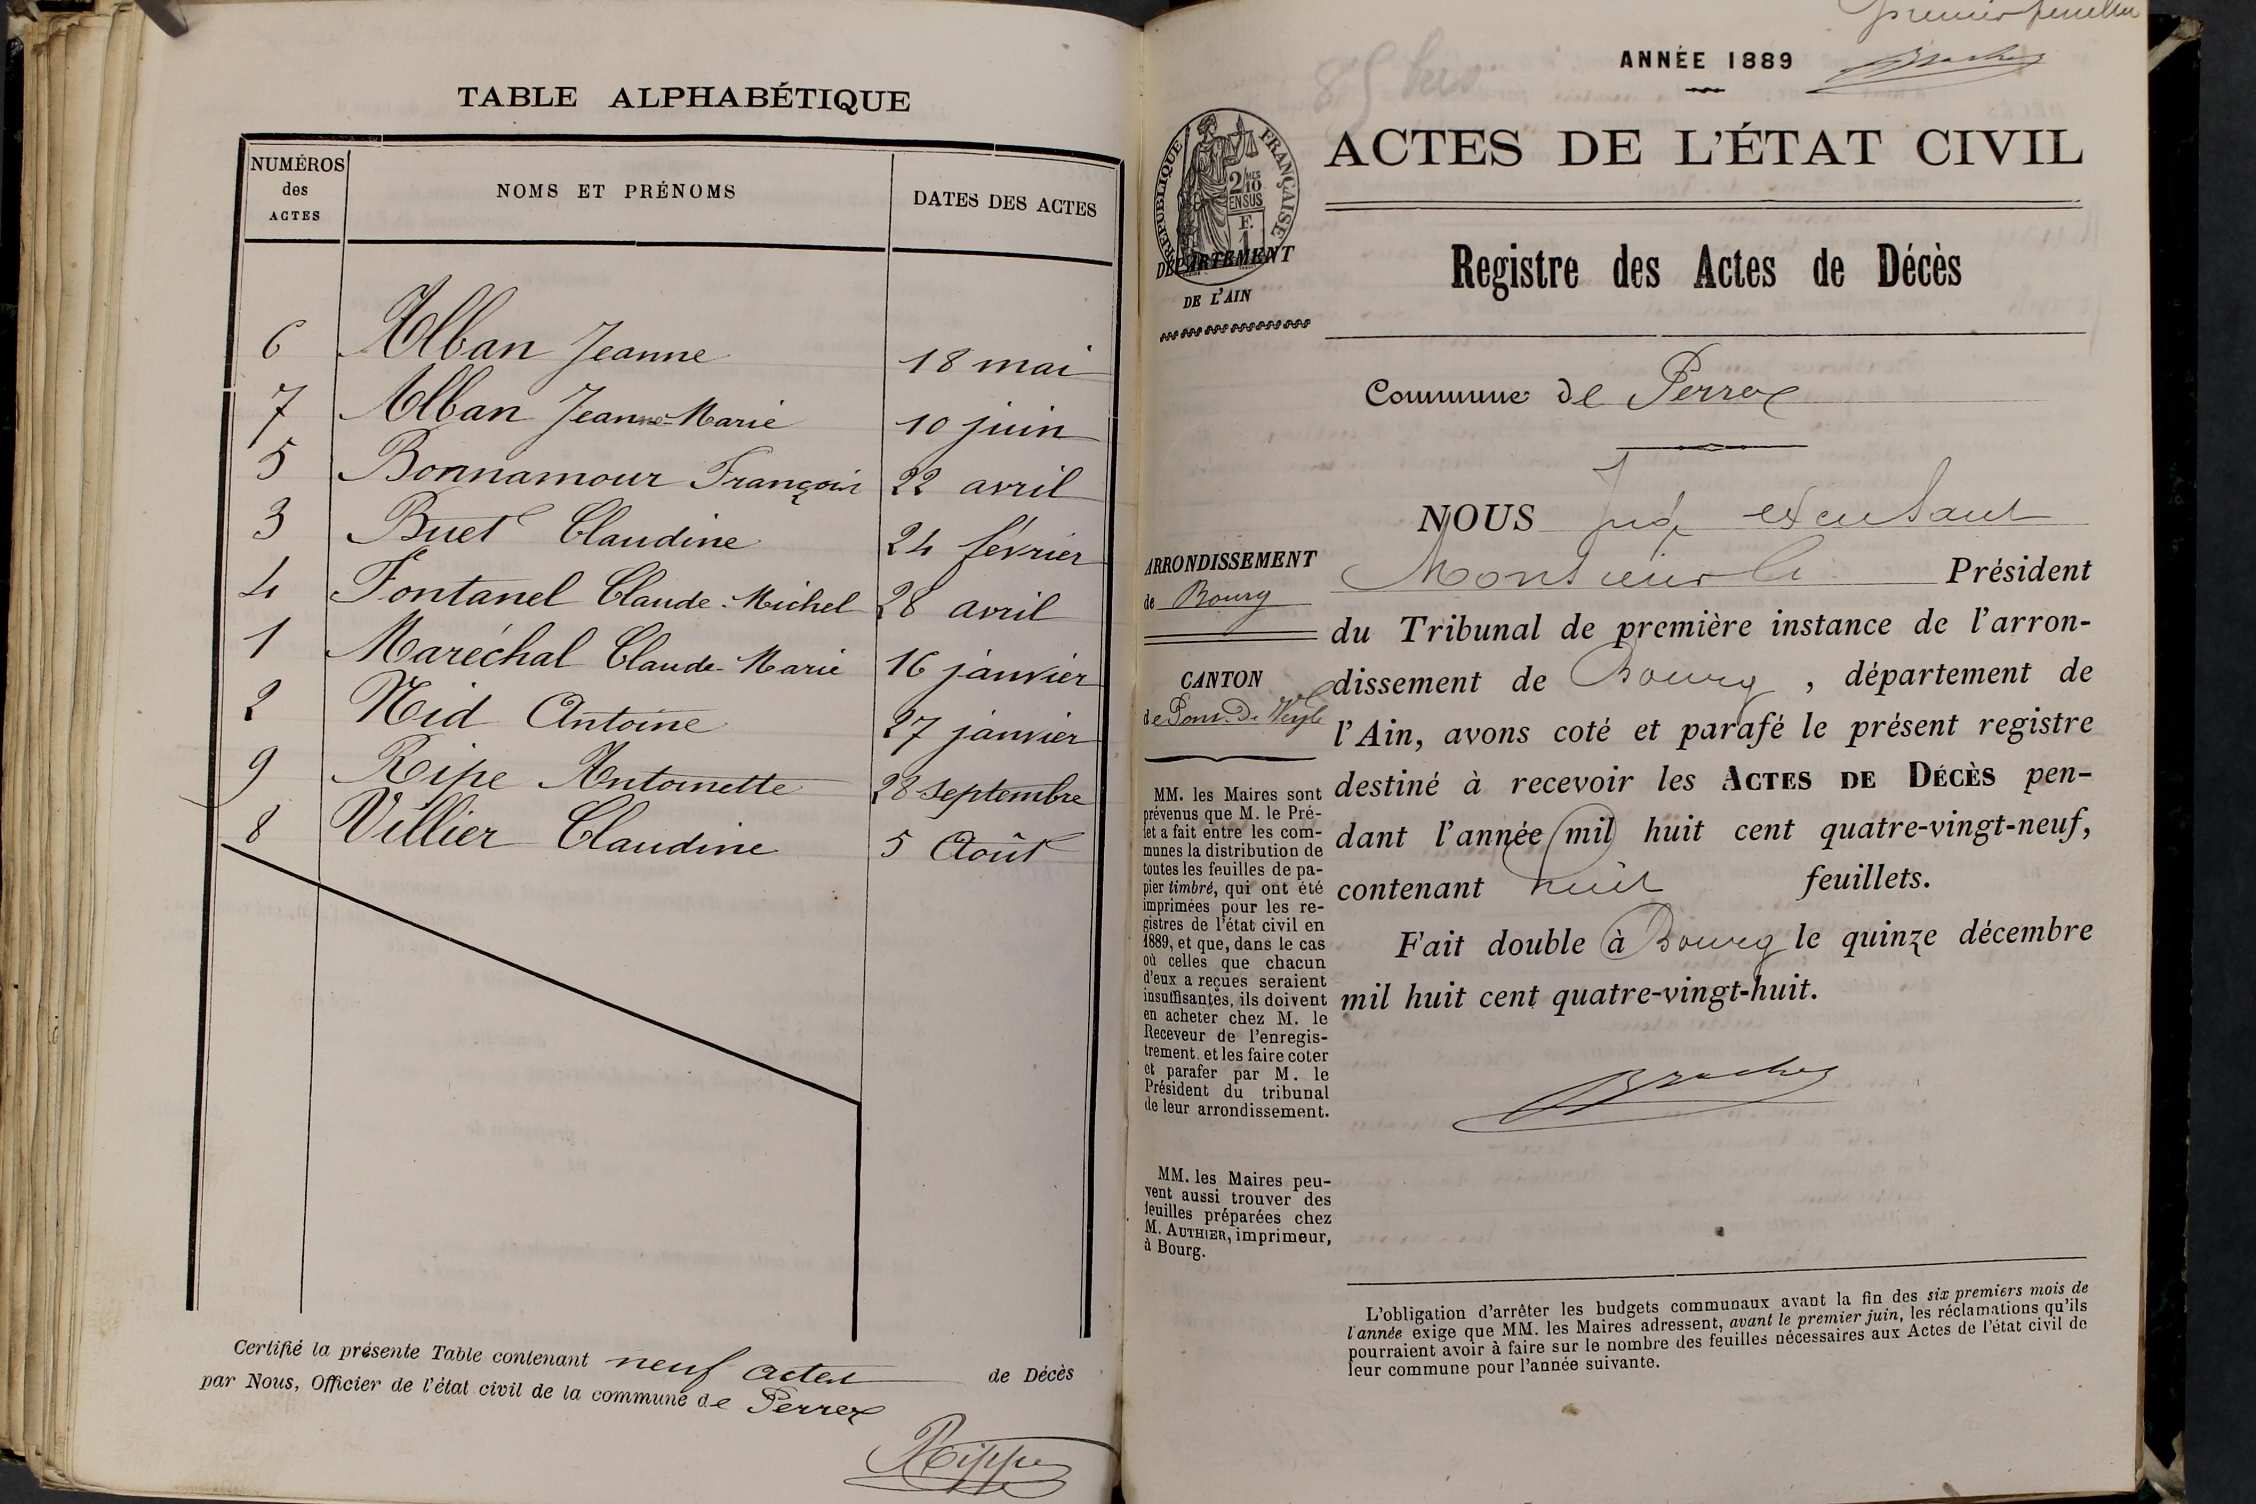 TABLE ALPHABÉTIQUE
NUMÉROS des ACTES
NOMS ET PRÉNOMS
DATES DES ACTES
6 Alban Jeanne 18 mai
7 Alban Jeanne-Marie 10 juin
5 Bonnamour François 22 avril
3 Buet Claudine 24 février
4 Fontanel Claude-Michel 28 avril
1 Maréchal Claude-Marie 16 janvier
2 Nid Antoine 27 janvier
9 Ripe Antoinette 28 septembre
8 Villier Claudine 5 Août
Certifié la présente Table contenant neuf actes de Décès
par Nous, Officier de l'état civil de la commune de Perrex
Rippe
premier feuillet
ANNÉE 1889
85 bis
RÉPUBLIQUE FRANÇAISE
2/10
EN SUS
F.
1
DÉPARTEMENT
DE L'AIN
ACTES DE L'ÉTAT CIVIL
Registre des Actes de Décès
Commune de Perrex
ARRONDISSEMENT
de Bourg
CANTON
de Pont-de-Veyle
MM. les Maires sont
prévenus que M. le Pré-
fet a fait entre les com-
munes la distribution de
toutes les feuilles de pa-
pier timbré, qui ont été
imprimées pour les re-
gistres de l'état civil en
1889, et que, dans le cas
où celles que chacun
d'eux a reçues seraient
insuffisantes, ils doivent
en acheter chez M. le
Receveur de l'enregis-
trement. et les faire coter
et parafer par M. le
Président du tribunal
de leur arrondissement.
MM. les Maires peu-
vent aussi trouver des
feuilles préparées chez
M. AUTHIER, imprimeur,
à Bourg.
NOUS
Monsieur le Président
du Tribunal de première instance de l'arron-
dissement de Bourg, département de
l'Ain, avons coté et parafé le présent registre
destiné à recevoir les ACTES DE DÉCÈS pen-
dant l'année mil huit cent quatre-vingt-neuf,
contenant huit feuillets.
Fait double à Bourg le quinze décembre
mil huit cent quatre-vingt-huit.
L'obligation d'arrêter les budgets communaux avant la fin des six premiers mois de
l'année exige que MM. les Maires adressent, avant le premier juin, les réclamations qu'ils
pourraient avoir à faire sur le nombre des feuilles nécessaires aux Actes de l'état civil de
leur commune pour l'année suivante.